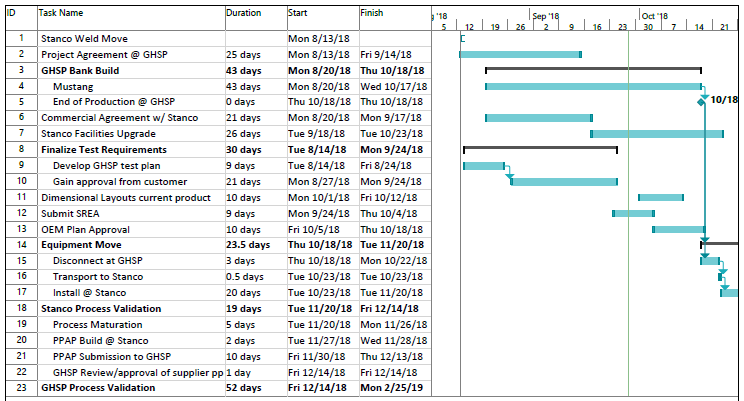 ID Task Name Duration Start Finish '18 Sep '18 Oct '18
5 12 19 26 2 9 16 23 30 7 14 21
1 Stanco Weld Move Mon 8/13/18
2 Project Agreement @ GHSP 25 days Mon 8/13/18 Fri 9/14/18
3 GHSP Bank Build 43 days Mon 8/20/18 Thu 10/18/18
4 Mustang 43 days Mon 8/20/18 Wed 10/17/18
5 End of Production @ GHSP 0 days Thu 10/18/18 Thu 10/18/18 10/18
6 Commercial Agreement w/ Stanco 21 days Mon 8/20/18 Mon 9/17/18
7 Stanco Facilities Upgrade 26 days Tue 9/18/18 Tue 10/23/18
8 Finalize Test Requirements 30 days Tue 8/14/18 Mon 9/24/18
9 Develop GHSP test plan 9 days Tue 8/14/18 Fri 8/24/18
10 Gain approval from customer 21 days Mon 8/27/18 Mon 9/24/18
11 Dimensional Layouts current product 10 days Mon 10/1/18 Fri 10/12/18
12 Submit SREA 9 days Mon 9/24/18 Thu 10/4/18
13 OEM Plan Approval 10 days Fri 10/5/18 Thu 10/18/18
14 Equipment Move 23.5 days Thu 10/18/18 Tue 11/20/18
15 Disconnect at GHSP 3 days Thu 10/18/18 Mon 10/22/18
16 Transport to Stanco 0.5 days Tue 10/23/18 Tue 10/23/18
17 Install @ Stanco 20 days Tue 10/23/18 Tue 11/20/18
18 Stanco Process Validation 19 days Tue 11/20/18 Fri 12/14/18
19 Process Maturation 5 days Tue 11/20/18 Mon 11/26/18
20 PPAP Build @ Stanco 2 days Tue 11/27/18 Wed 11/28/18
21 PPAP Submission to GHSP 10 days Fri 11/30/18 Thu 12/13/18
22 GHSP Review/approval of supplier pp 1 day Fri 12/14/18 Fri 12/14/18
23 GHSP Process Validation 52 days Fri 12/14/18 Mon 2/25/19